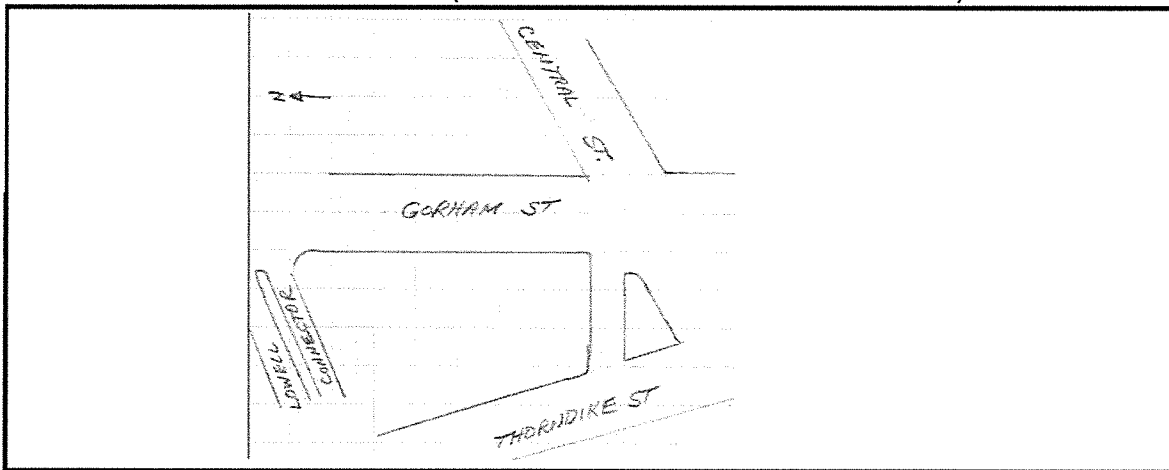 CENTRAL ST.
N
GORHAM ST.
LOWELL
CONNECTOR
THORNDIKE ST